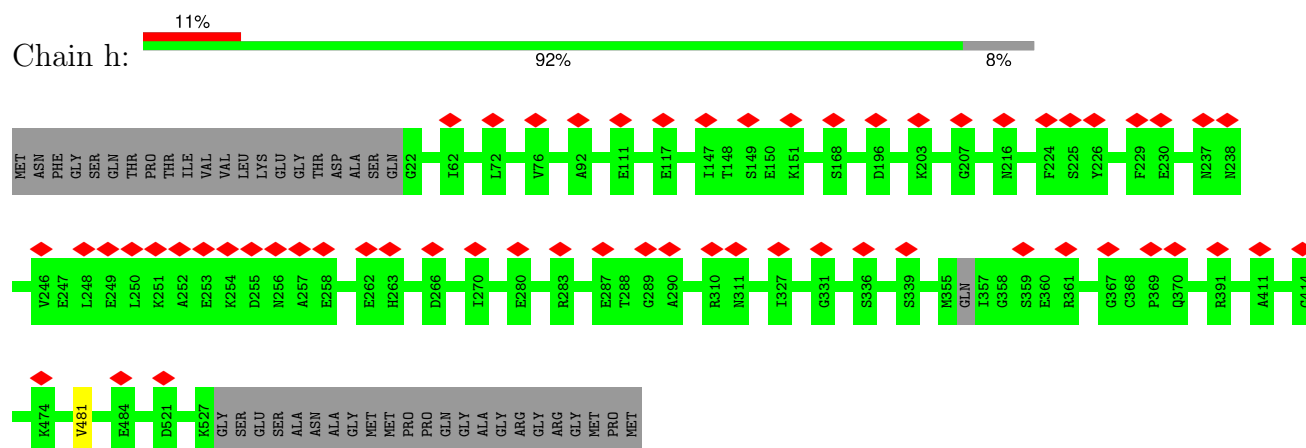 11%
Chain h:
92% 8%
MET ASN PHE GLY SER GLN THR PRO THR ILE VAL VAL LEU LYS GLU GLY THR ASP ALA SER GLN G22 I62 L72 V76 A92 E111 E117 I147 T148 S149 E150 K151 S168 D196 K203 G207 N216 F224 S225 Y226 F229 E230 N237 N238
V246 E247 L248 E249 L250 K251 A252 E253 K254 D255 N256 A257 E258 E262 H263 D266 I270 E280 R283 E287 T288 G289 A290 R310 N311 I327 G331 S336 S339 M355 GLN I357 G358 S359 E360 R361 G367 C368 P369 Q370 R391 A411
K474 V481 E484 D521 K527 GLY SER GLU SER ALA ASN ALA GLY MET MET PRO PRO GLN GLY ALA GLY ARG GLY ARG GLY MET PRO MET